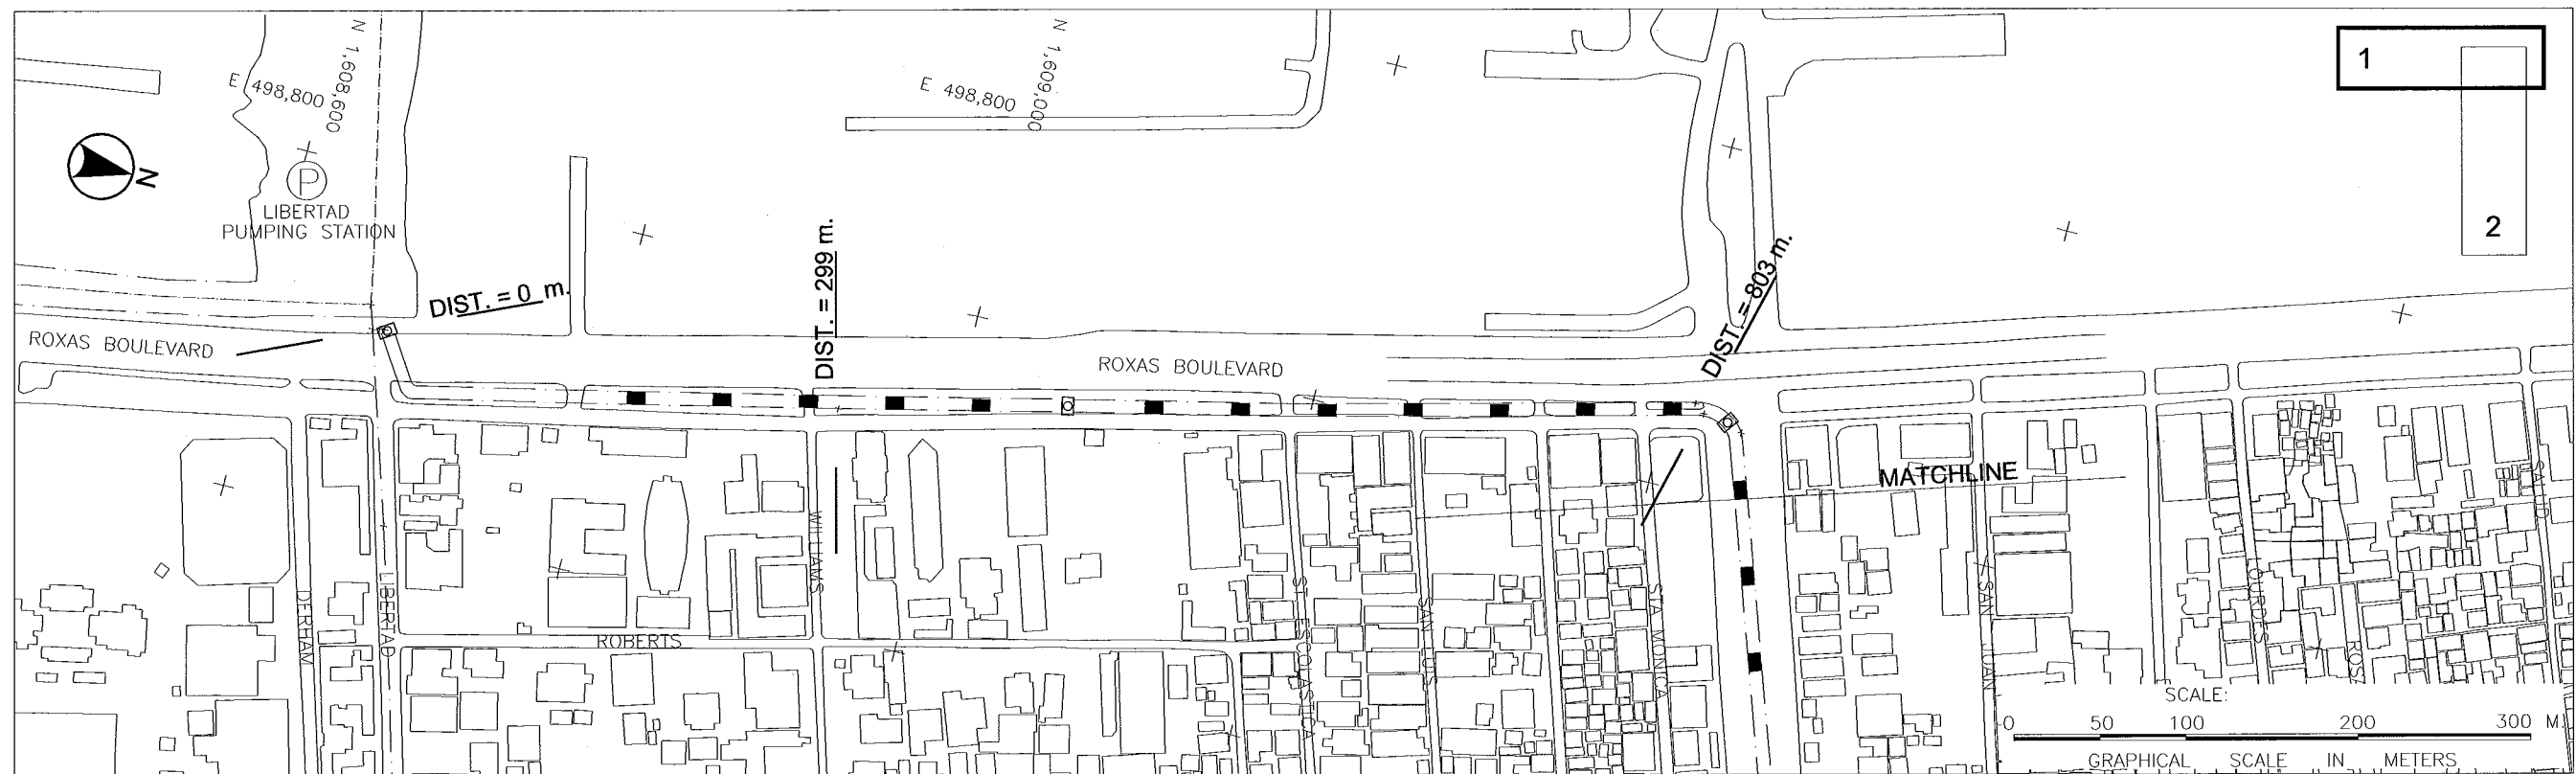 N 1,608,600
E 498,800
N 1,609,000
E 498,800
1
2
N
P
LIBERTAD
PUMPING STATION
DIST. = 0 m.
DIST. = 299 m.
DIST. = 803 m.
ROXAS BOULEVARD
ROXAS BOULEVARD
MATCHLINE
DERHAM
LIBERTAD
ROBERTS
WILLIAMS
ST. ESCOLASTICA
SAN LUIS
STA. MONICA
SAN JUAN
LOURDES
SCALE:
0 50 100 200 300 M.
GRAPHICAL SCALE IN METERS